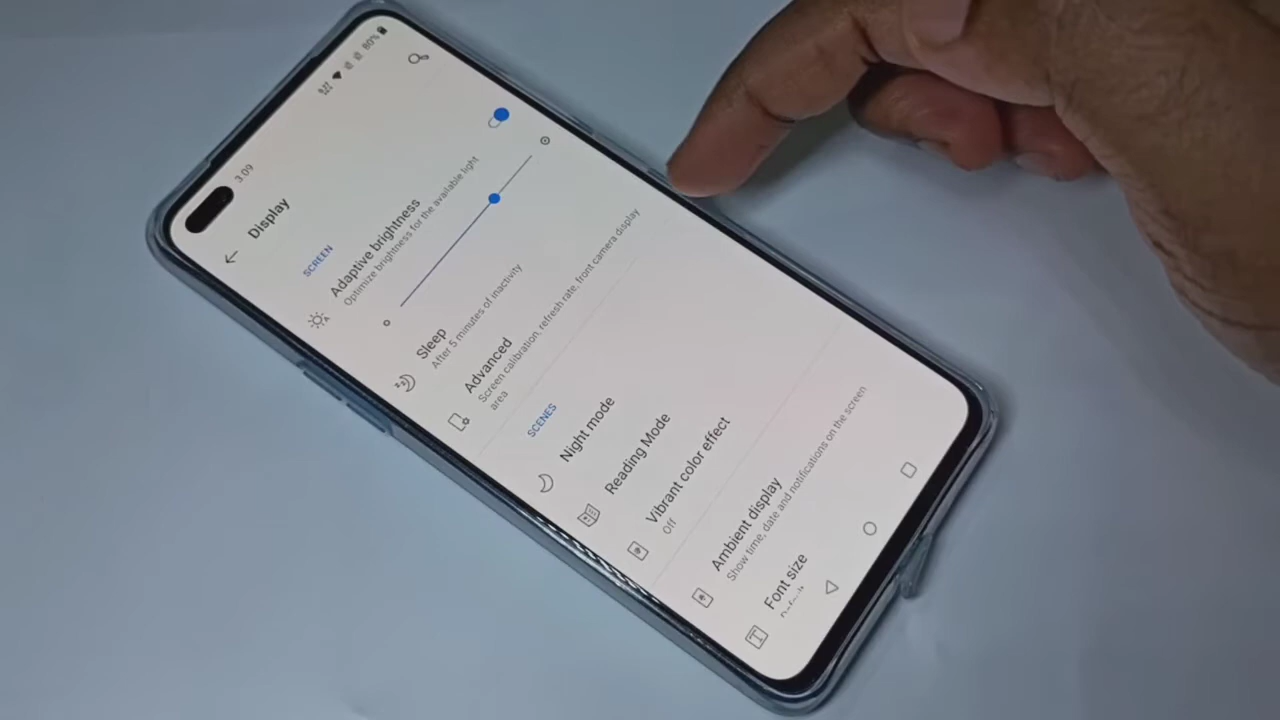 3:09
80%
Display
SCREEN
Adaptive brightness
Optimize brightness for the available light
Sleep
After 5 minutes of inactivity
Advanced
Screen calibration, refresh rate, front camera display
area
SCENES
Night mode
Reading Mode
Vibrant color effect
Off
Ambient display
Show time, date and notifications on the screen
Font size